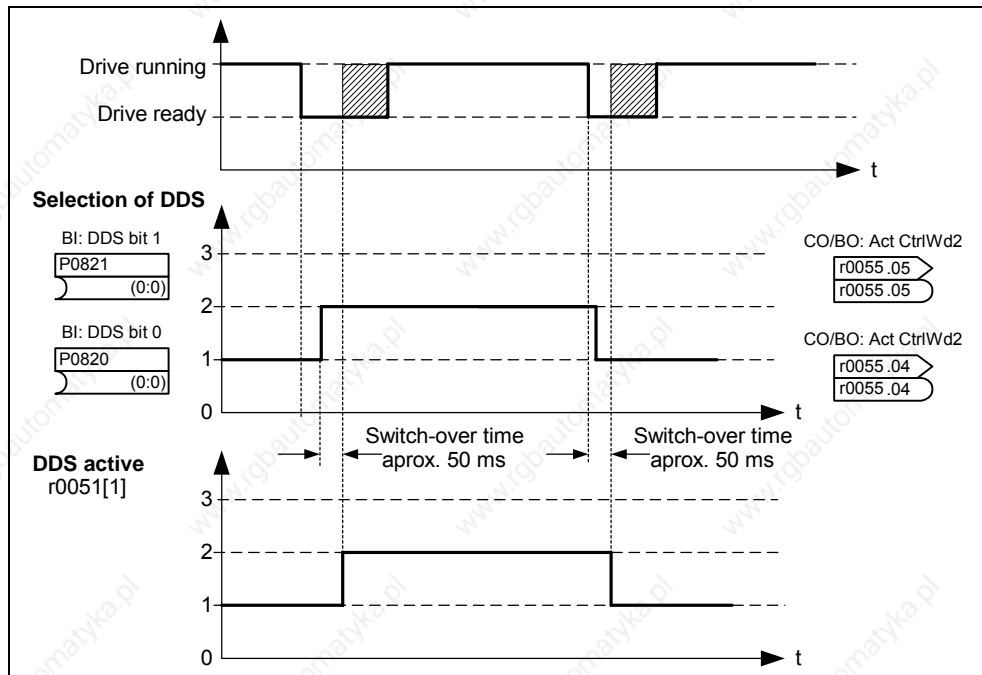 Drive running
Drive ready
t
Selection of DDS
BI: DDS bit 1
P0821
(0:0)
BI: DDS bit 0
P0820
(0:0)
3
2
1
0
t
CO/BO: Act CtrlWd2
r0055 .05
r0055 .05
CO/BO: Act CtrlWd2
r0055 .04
r0055 .04
Switch-over time
aprox. 50 ms
Switch-over time
aprox. 50 ms
DDS active
r0051[1]
3
2
1
0
t
www.rgbautomatyka.pl